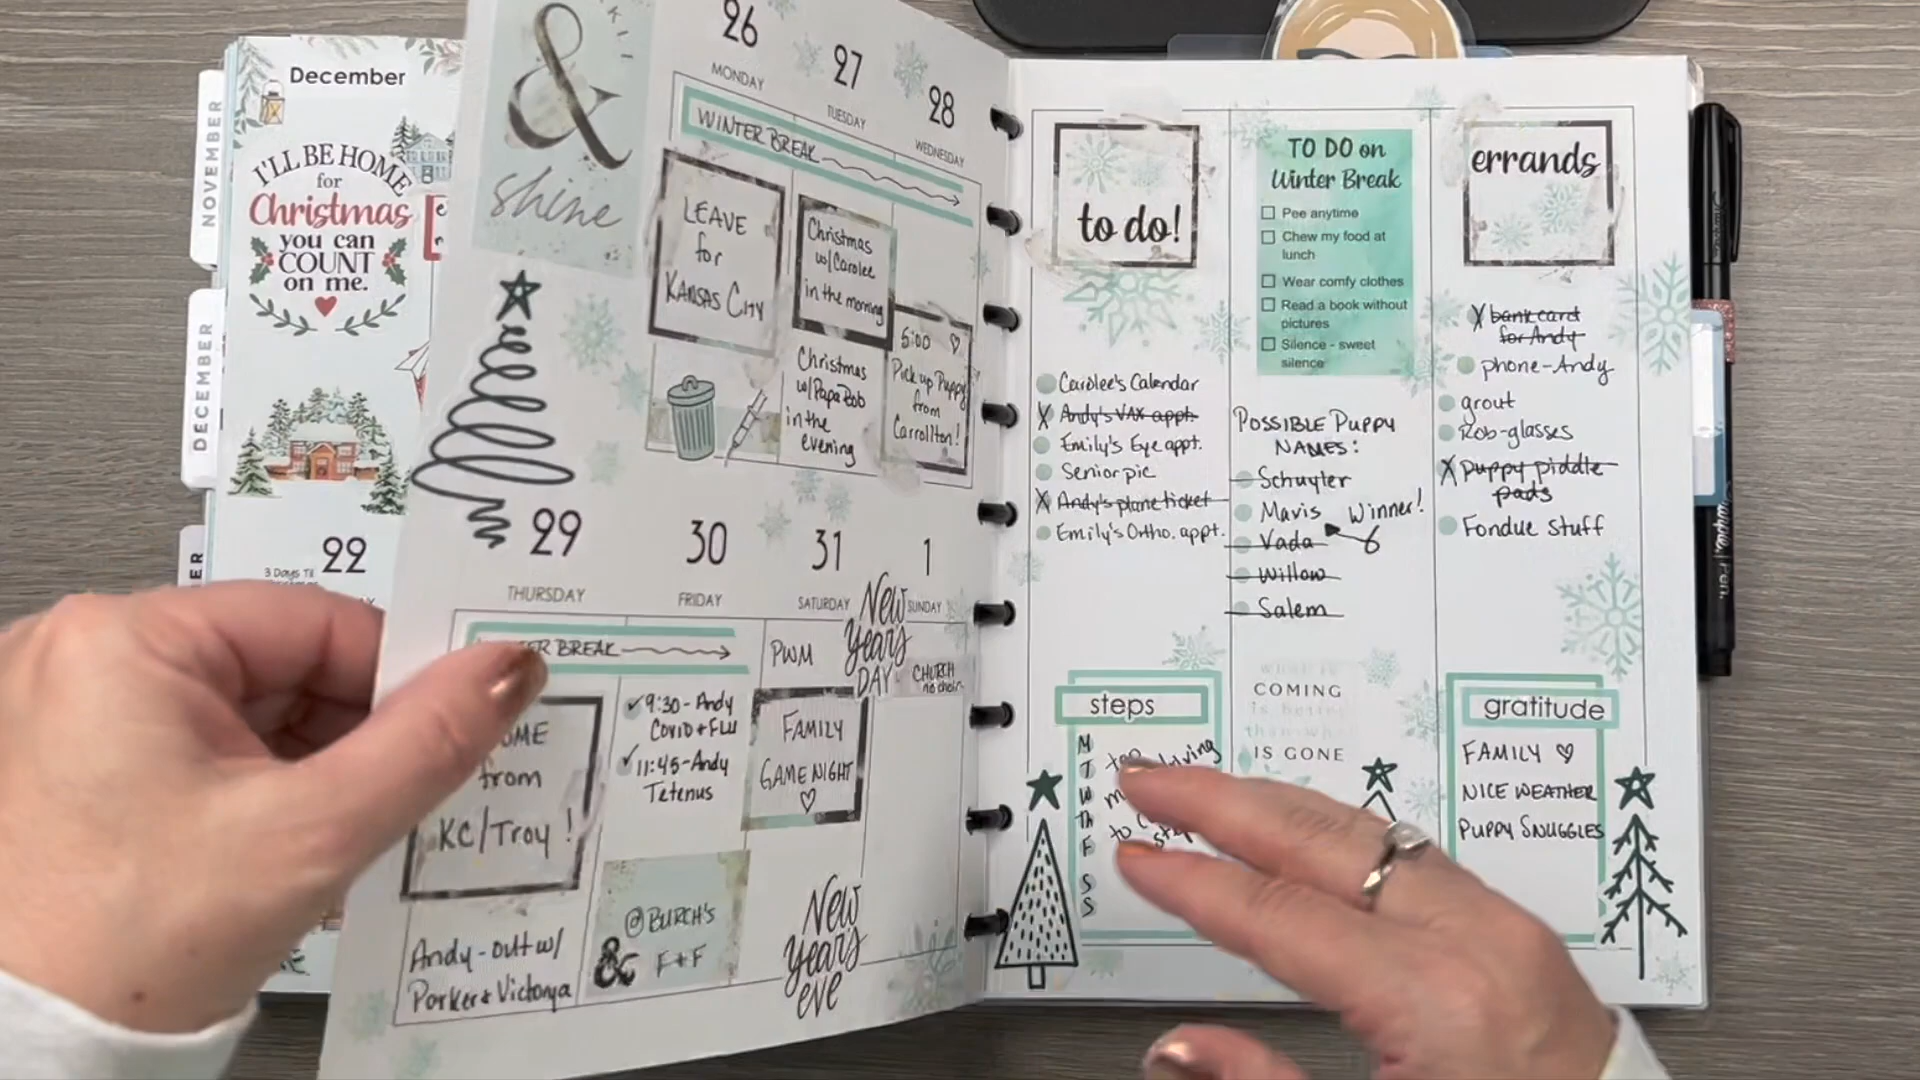 NOVEMBER
DECEMBER
December
I'LL BE HOME
for
Christmas
you can
COUNT
on me.
22
3 Days Til
&
shine
26
MONDAY
27
TUESDAY
28
WEDNESDAY
WINTER BREAK
LEAVE
for
KANSAS CITY
Christmas
w/Carolee
in the morning
Christmas
w/PapaBob
in the
evening
5:00
Pick up Puppy
from
Carrollton!
29
THURSDAY
30
FRIDAY
31
SATURDAY
1
SUNDAY
BREAK
from
KC/Troy!
Andy-out w/
Parker & Victorya
✓9:30-Andy
Covid+FLU
✓11:45-Andy
Tetenus
@BURCH'S
& F+F
PWM
FAMILY
GAME NIGHT
New
years
eve
New
years
DAY
CHURCH
no choir
to do!
Carolee's Calendar
X Andy's VAX appt.
Emily's Eye appt.
Senior pic
X Andy's plane ticket
Emily's Ortho. appt.
steps
M
T
W
TH
F
S
S
TO DO on
Winter Break
Pee anytime
Chew my food at
lunch
Wear comfy clothes
Read a book without
pictures
Silence - sweet
silence
POSSIBLE PUPPY
NAMES:
Schuyler
Mavis Winner!
Vada
Willow
Salem
COMING
is better
IS GONE
errands
X bank card
for Andy
phone-Andy
grout
Rob-glasses
X puppy piddle
pads
Fondue stuff
gratitude
FAMILY
NICE WEATHER
PUPPY SNUGGLES